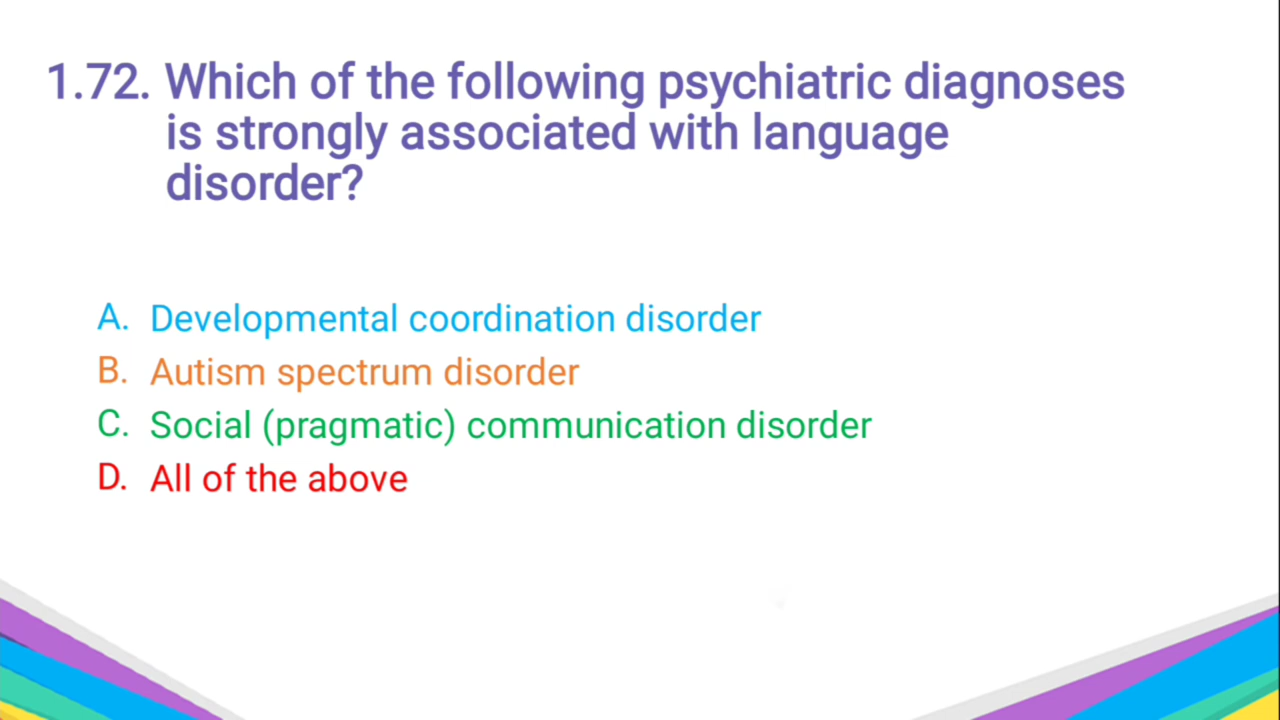 1.72. Which of the following psychiatric diagnoses
is strongly associated with language
disorder?
A. Developmental coordination disorder
B. Autism spectrum disorder
C. Social (pragmatic) communication disorder
D. All of the above